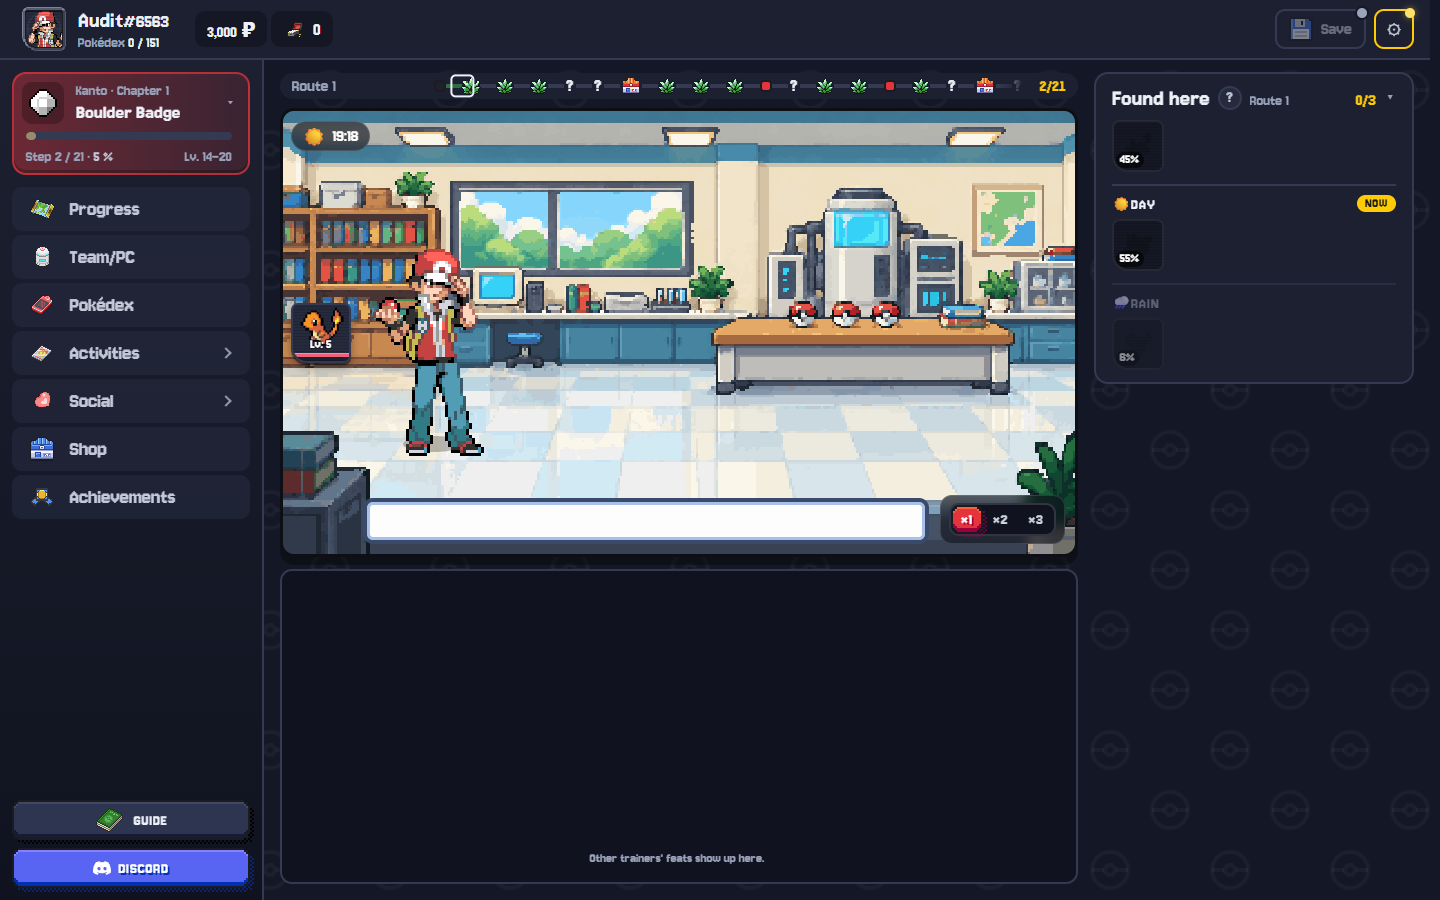 Audit#6563
Pokédex 0 / 151
3,000 ₽
0
Save
Kanto · Chapter 1
Boulder Badge
Step 2 / 21 · 5 %
Lv. 14–20
Progress
Team/PC
Pokédex
Activities
Social
Shop
Achievements
GUIDE
DISCORD
Route 1
? ? ? ? ?
2/21
19:18
Lv. 5
×1 ×2 ×3
Other trainers' feats show up here.
Found here ? Route 1 0/3
45%
DAY NOW
55%
RAIN
6%